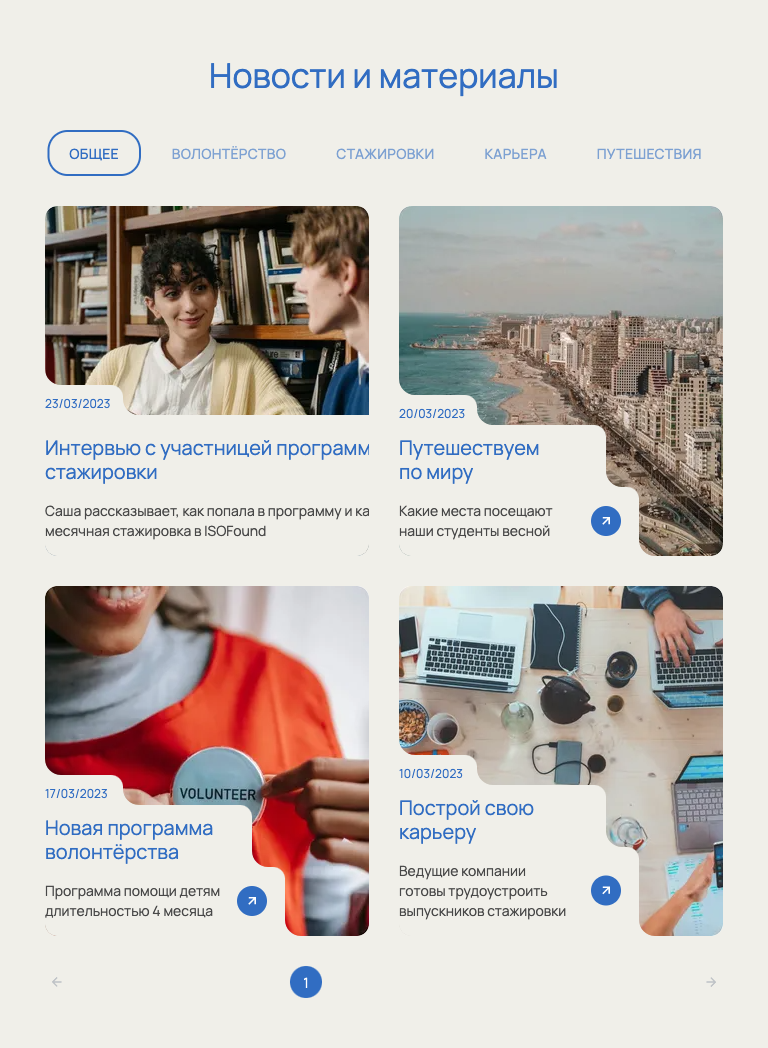 Новости и материалы
ОБЩЕЕ
ВОЛОНТЁРСТВО
СТАЖИРОВКИ
КАРЬЕРА
ПУТЕШЕСТВИЯ
23/03/2023
Интервью с участницей программ
стажировки
Саша рассказывает, как попала в программу и ка
месячная стажировка в ISOFound
20/03/2023
Путешествуем
по миру
Какие места посещают
наши студенты весной
VOLUNTEER
17/03/2023
Новая программа
волонтёрства
Программа помощи детям
длительностью 4 месяца
10/03/2023
Построй свою
карьеру
Ведущие компании
готовы трудоустроить
выпускников стажировки
1